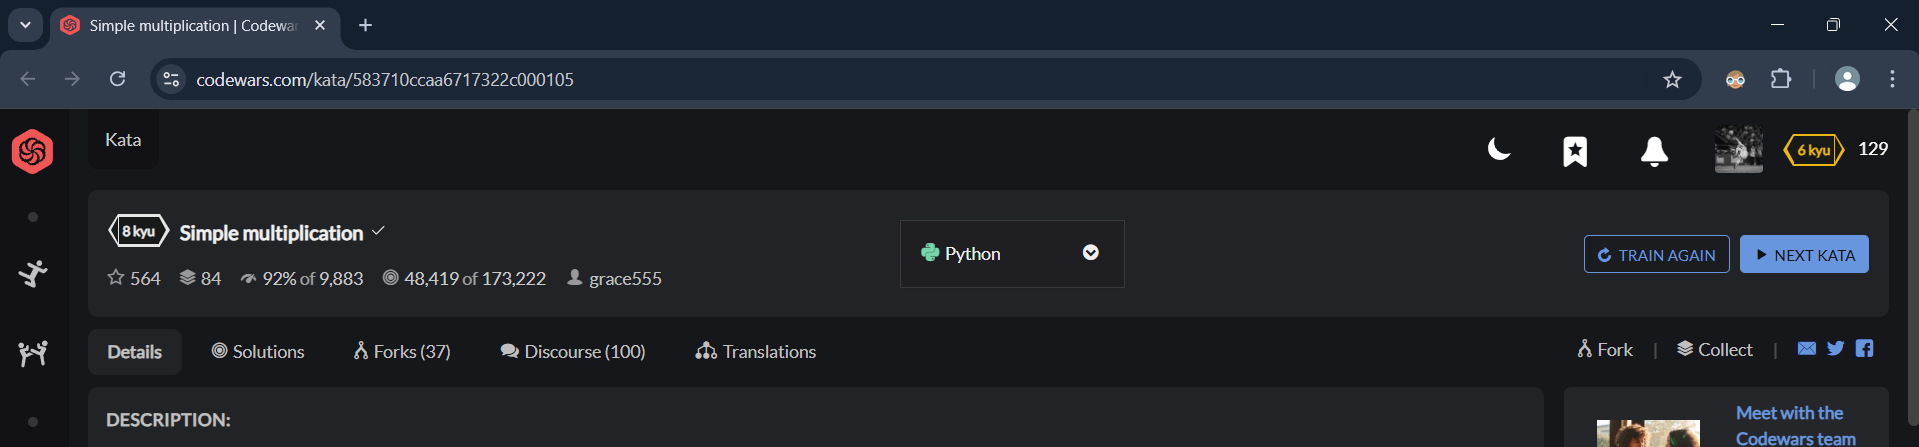 Simple multiplication | Codewar
codewars.com/kata/583710ccaa6717322c000105
Kata
6 kyu 129
8 kyu Simple multiplication
Python
TRAIN AGAIN NEXT KATA
564 84 92% of 9,883 48,419 of 173,222 grace555
Details Solutions Forks (37) Discourse (100) Translations
Fork | Collect |
DESCRIPTION:
Meet with the
Codewars team